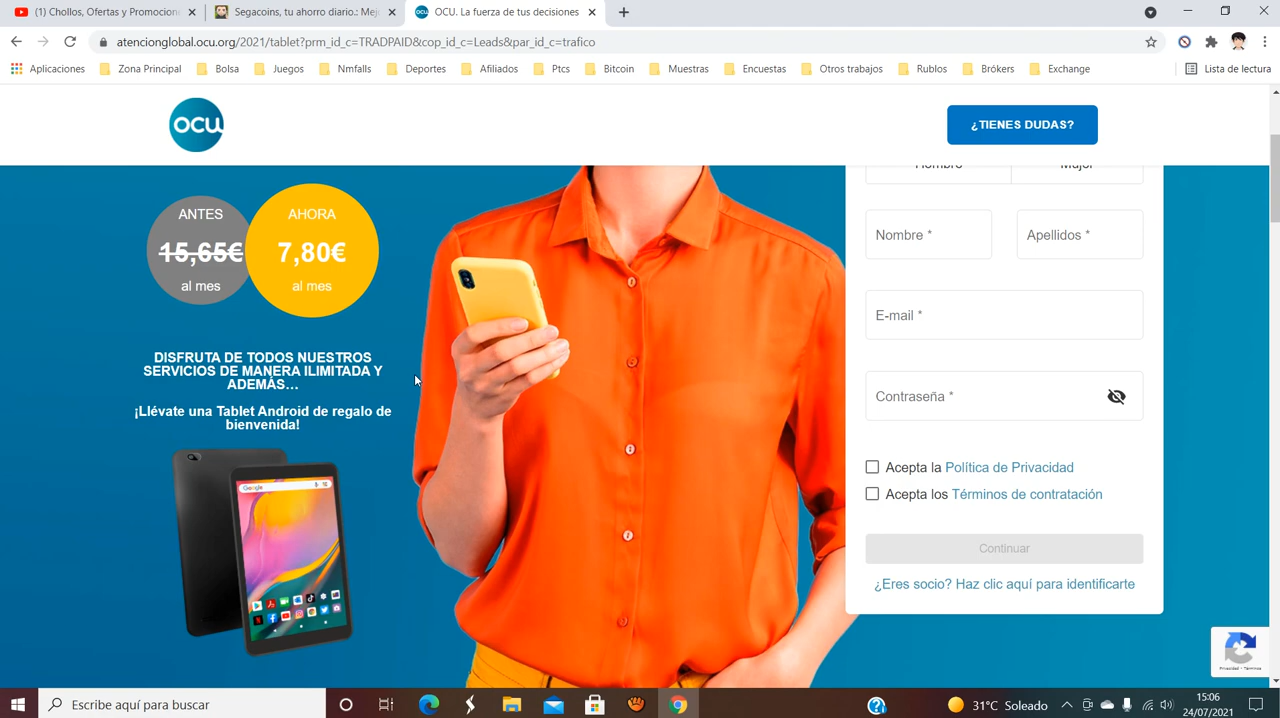 (1) Chollos, Ofertas y Promocion
Segacoins, tu ahorro diario.: Mej
OCU. La fuerza de tus decisiones
atencionglobal.ocu.org/2021/tablet?prm_id_c=TRADPAID&cop_id_c=Leads&par_id_c=trafico
Aplicaciones
Zona Principal
Bolsa
Juegos
Nmfalls
Deportes
Afiliados
Ptcs
Bitcoin
Muestras
Encuestas
Otros trabajos
Rublos
Brókers
Exchange
Lista de lectura
ocu
¿TIENES DUDAS?
Hombre
Mujer
ANTES
15,65€
al mes
AHORA
7,80€
al mes
DISFRUTA DE TODOS NUESTROS
SERVICIOS DE MANERA ILIMITADA Y
ADEMÁS...
¡Llévate una Tablet Android de regalo de
bienvenida!
Google
Nombre *
Apellidos *
E-mail *
Contraseña *
Acepta la Política de Privacidad
Acepta los Términos de contratación
Continuar
¿Eres socio? Haz clic aquí para identificarte
Privacidad - Términos
Escribe aquí para buscar
31°C Soleado
15:06
24/07/2021